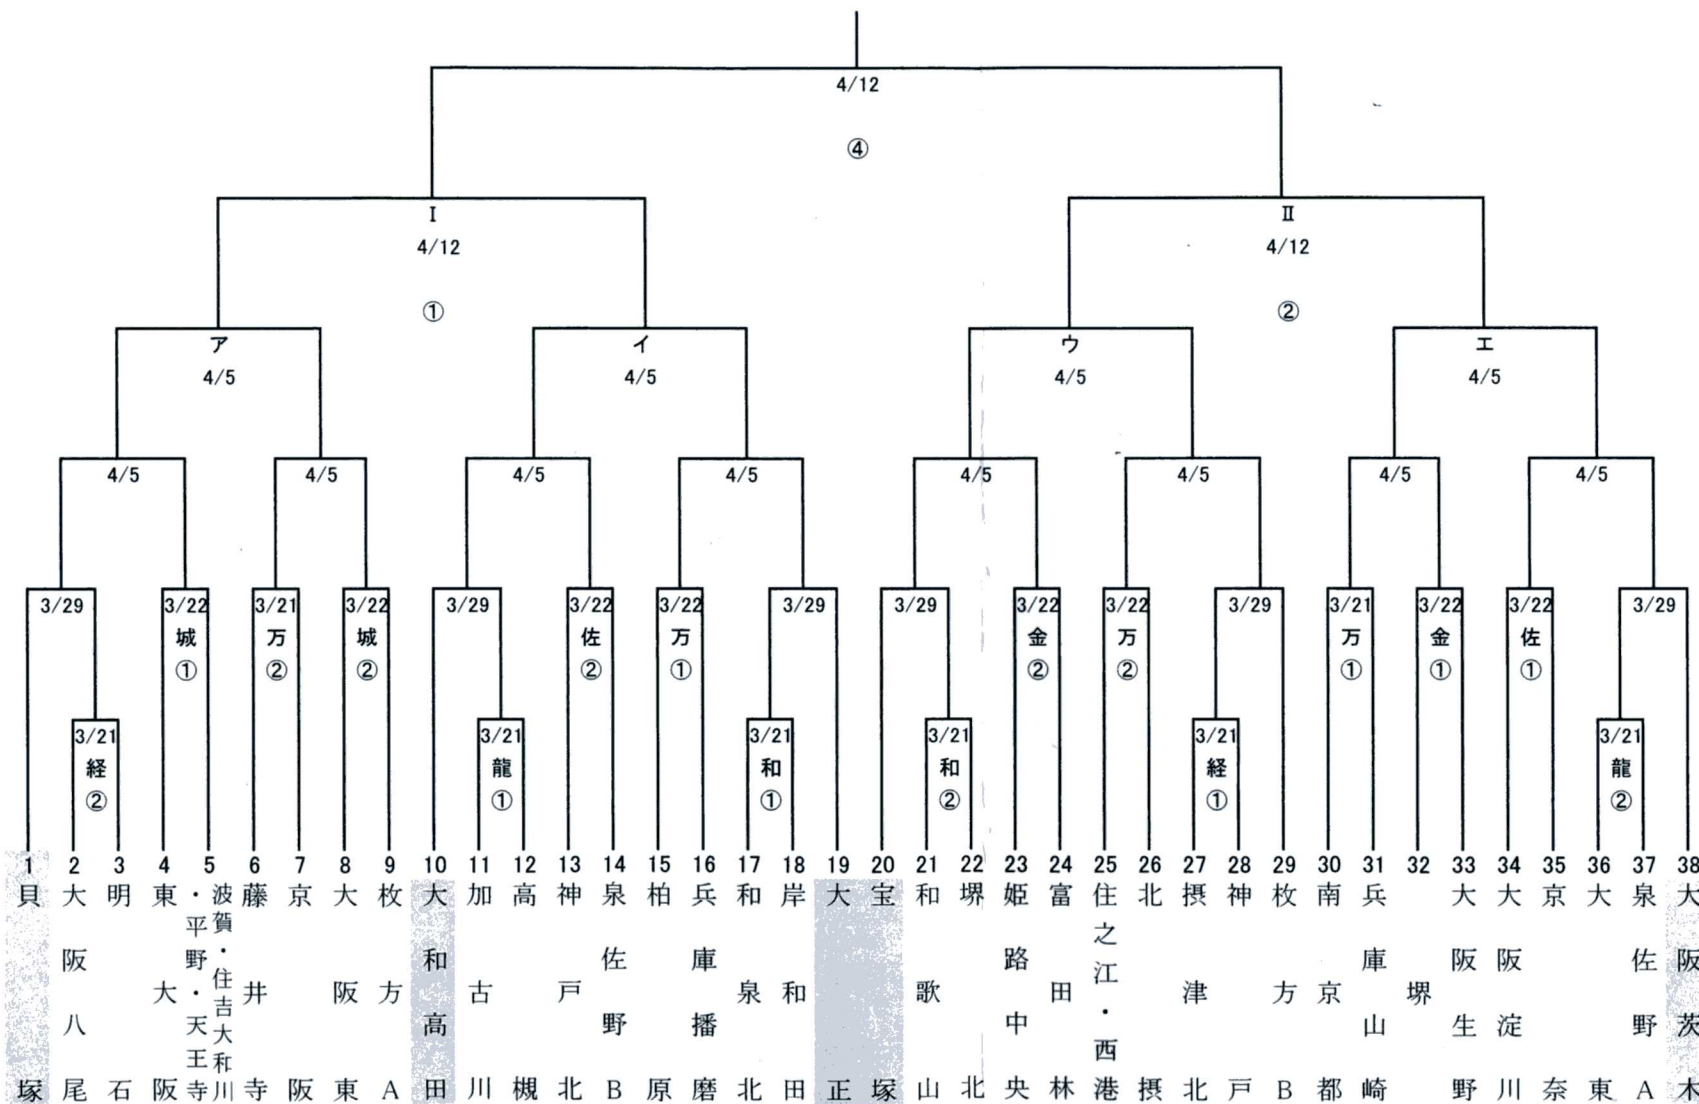 4/12
④
Ⅰ Ⅱ
4/12 4/12
① ②
ア イ ウ エ
4/5 4/5 4/5 4/5
4/5 4/5 4/5 4/5 4/5 4/5 4/5 4/5
3/29 3/22 3/21 3/22 3/29 3/22 3/22 3/29 3/29 3/22 3/22 3/29 3/21 3/22 3/22 3/29
城 万 城 佐 万 金 万 万 金 佐
① ② ② ② ① ② ② ① ① ①
3/21 3/21 3/21 3/21 3/21 3/21
経 龍 和 和 経 龍
② ① ① ② ① ②
1 2 3 4 5 6 7 8 9 10 11 12 13 14 15 16 17 18 19 20 21 22 23 24 25 26 27 28 29 30 31 32 33 34 35 36 37 38
貝塚
大阪八尾
明石
東大阪
波賀・住吉大和川
・平野・天王寺
藤井寺
京阪
大阪東
枚方A
大和高田
加古川
高槻
神戸北
泉佐野B
柏原
兵庫播磨
和泉北
岸和田
大正
宝塚
和歌山
堺北
姫路中央
富田林
住之江・西港
北摂
摂津北
神戸
枚方B
南京都
兵庫山崎
堺
大阪生野
大阪淀川
京奈
大東
泉佐野A
大阪茨木